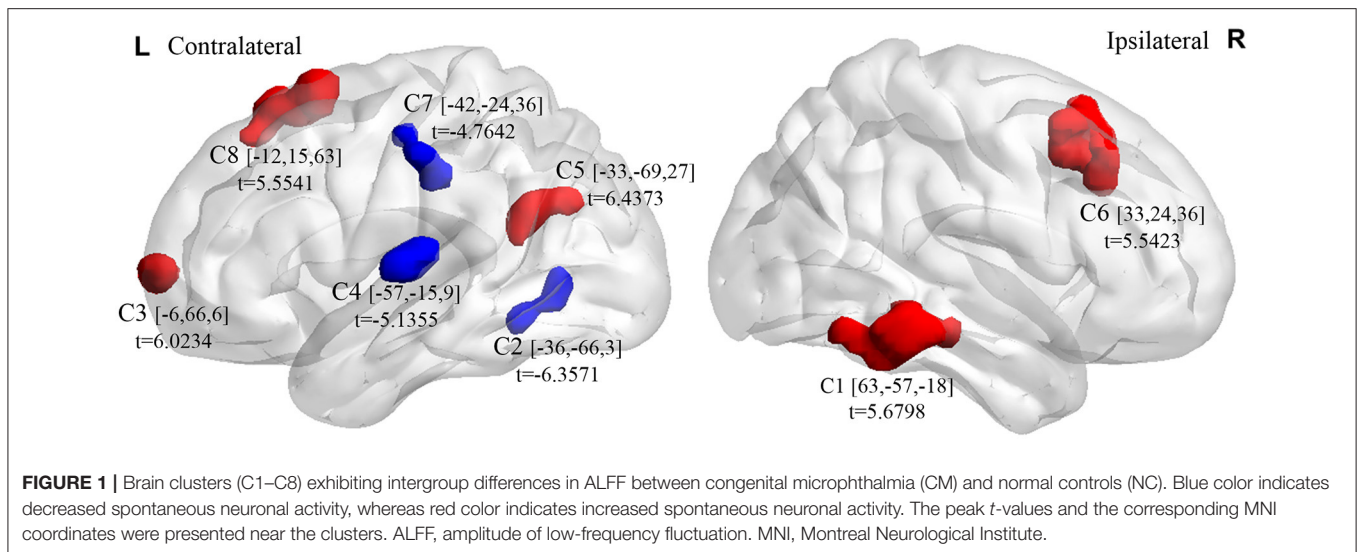 L Contralateral
Ipsilateral R
C7 [-42,-24,36]
t=-4.7642
C8 [-12,15,63]
t=5.5541
C5 [-33,-69,27]
t=6.4373
C4 [-57,-15,9]
t=-5.1355
C3 [-6,66,6]
t=6.0234
C2 [-36,-66,3]
t=-6.3571
C6 [33,24,36]
t=5.5423
C1 [63,-57,-18]
t=5.6798
FIGURE 1 | Brain clusters (C1–C8) exhibiting intergroup differences in ALFF between congenital microphthalmia (CM) and normal controls (NC). Blue color indicates
decreased spontaneous neuronal activity, whereas red color indicates increased spontaneous neuronal activity. The peak t-values and the corresponding MNI
coordinates were presented near the clusters. ALFF, amplitude of low-frequency fluctuation. MNI, Montreal Neurological Institute.